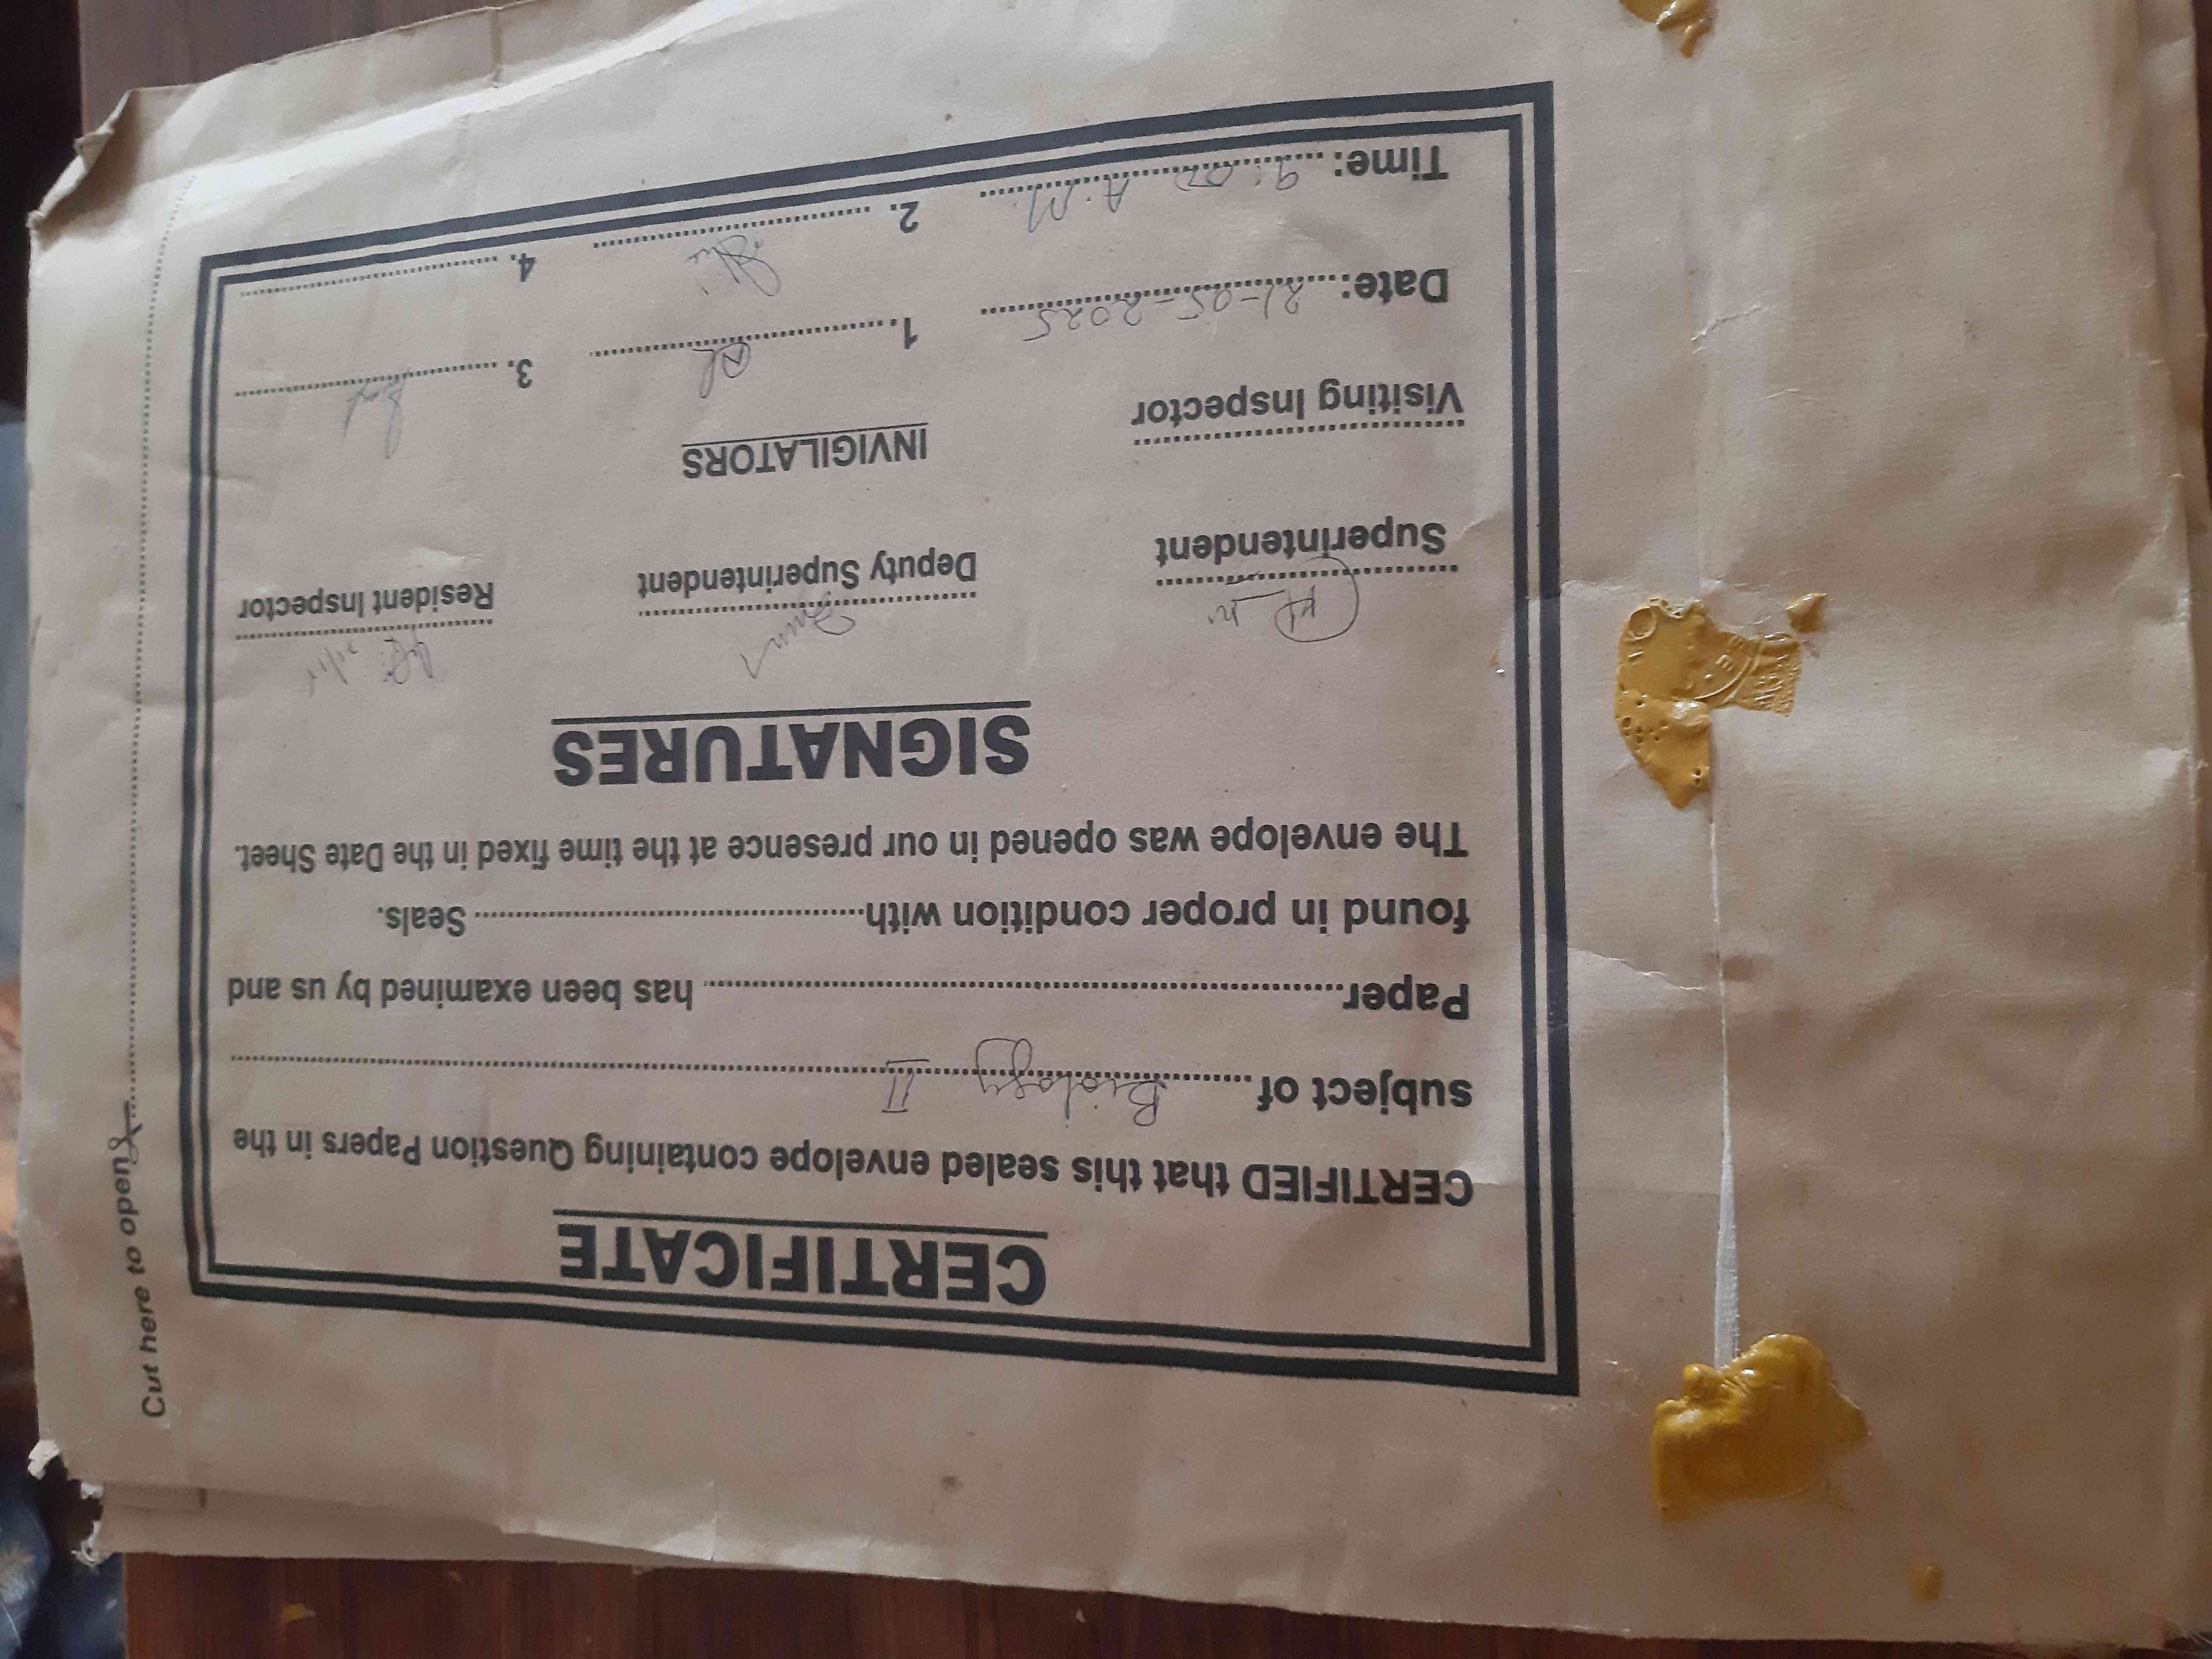 CERTIFICATE
CERTIFIED that this sealed envelope containing Question Papers in the
subject of Biology II
Paper has been examined by us and
found in proper condition with Seals.
The envelope was opened in our presence at the time fixed in the Date Sheet.
SIGNATURES
Superintendent Deputy Superintendent Resident Inspector
INVIGILATORS
Visiting Inspector
1. 3.
Date: 21-05-2025
2. 4.
Time: 9:00 A.M.
Cut here to open